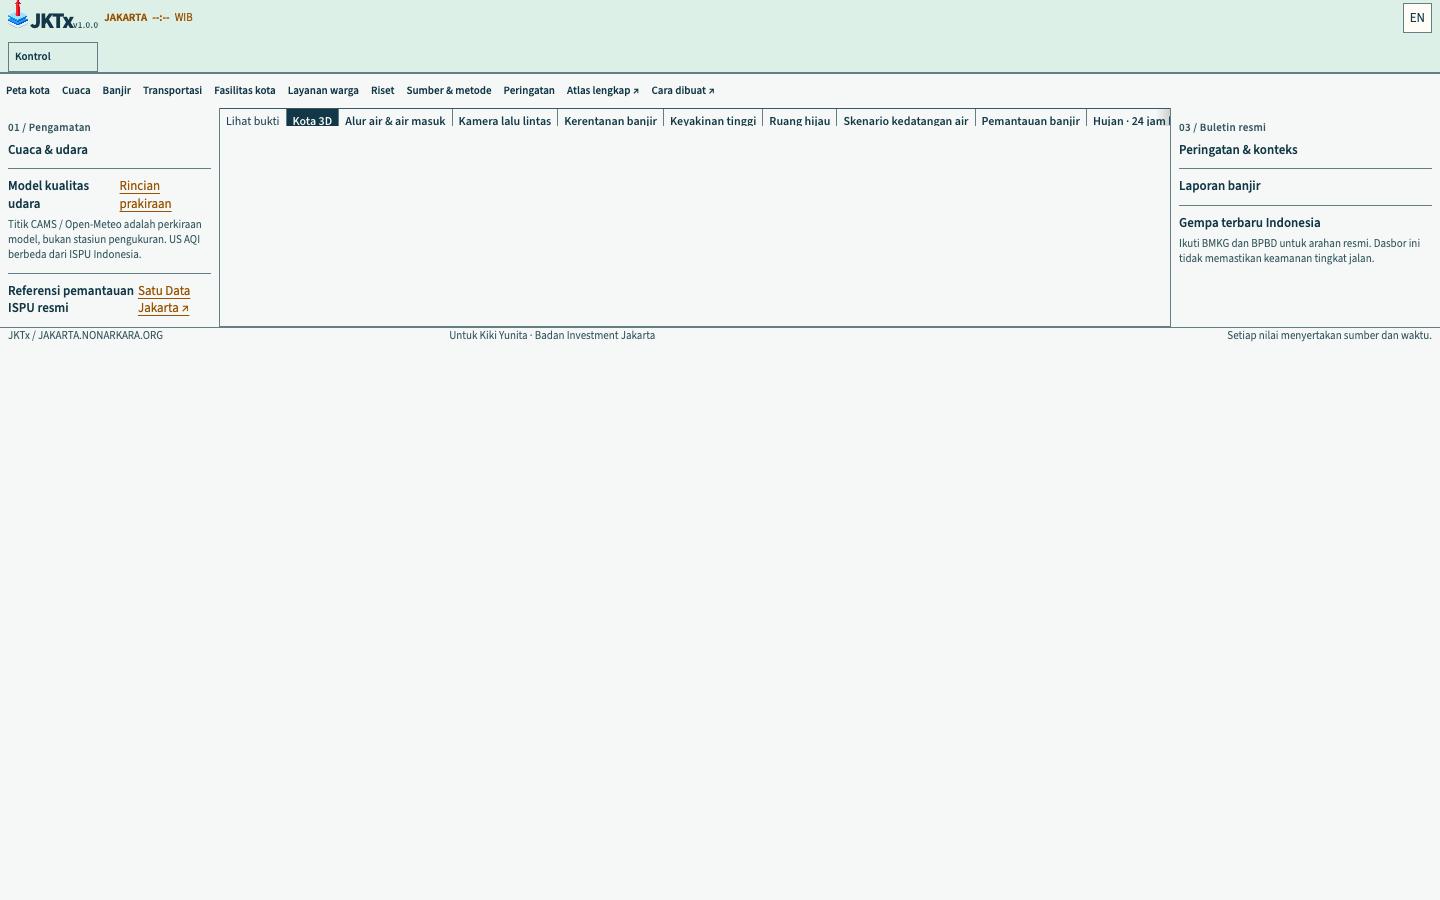 JKTx v1.0.0 JAKARTA --:-- WIB
EN
Kontrol
Peta kota Cuaca Banjir Transportasi Fasilitas kota Layanan warga Riset Sumber & metode Peringatan Atlas lengkap ↗ Cara dibuat ↗
01 / Pengamatan
Cuaca & udara
Model kualitas udara
Rincian prakiraan
Titik CAMS / Open-Meteo adalah perkiraan
model, bukan stasiun pengukuran. US AQI
berbeda dari ISPU Indonesia.
Referensi pemantauan
ISPU resmi
Satu Data
Jakarta ↗
Lihat bukti Kota 3D Alur air & air masuk Kamera lalu lintas Kerentanan banjir Keyakinan tinggi Ruang hijau Skenario kedatangan air Pemantauan banjir Hujan · 24 jam
03 / Buletin resmi
Peringatan & konteks
Laporan banjir
Gempa terbaru Indonesia
Ikuti BMKG dan BPBD untuk arahan resmi. Dasbor ini
tidak memastikan keamanan tingkat jalan.
JKTx / JAKARTA.NONARKARA.ORG
Untuk Kiki Yunita · Badan Investment Jakarta
Setiap nilai menyertakan sumber dan waktu.